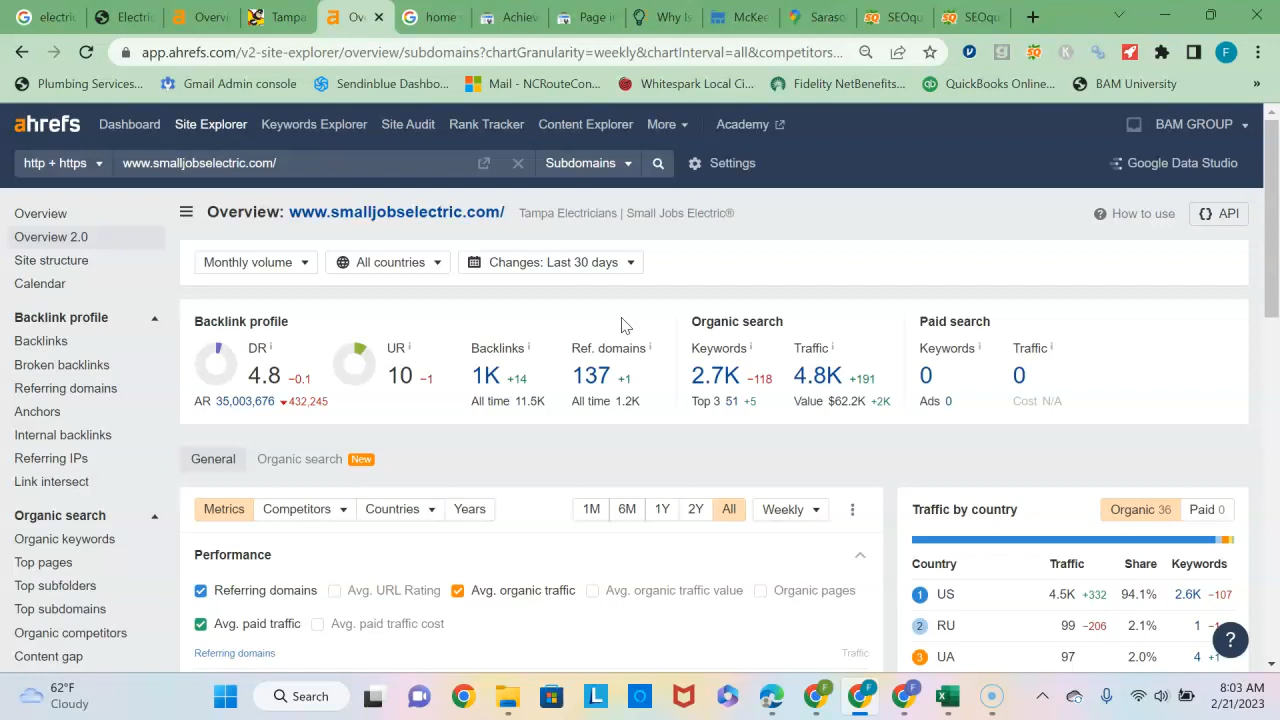 electric
Electric
Overv
Tampa
Ov
home
Achiev
Page in
Why Is
McKee
Saraso
SEOqu
SEOqu
app.ahrefs.com/v2-site-explorer/overview/subdomains?chartGranularity=weekly&chartInterval=all&competitors...
Plumbing Services... Gmail Admin console Sendinblue Dashbo... Mail - NCRouteCon... Whitespark Local Ci... Fidelity NetBenefits... QuickBooks Online... BAM University »
ahrefs Dashboard Site Explorer Keywords Explorer Site Audit Rank Tracker Content Explorer More Academy BAM GROUP
http + https www.smalljobselectric.com/ Subdomains Settings Google Data Studio
Overview
Overview 2.0
Site structure
Calendar
Backlink profile
Backlinks
Broken backlinks
Referring domains
Anchors
Internal backlinks
Referring IPs
Link intersect
Organic search
Organic keywords
Top pages
Top subfolders
Top subdomains
Organic competitors
Content gap
Overview: www.smalljobselectric.com/ Tampa Electricians | Small Jobs Electric® How to use {} API
Monthly volume All countries Changes: Last 30 days
Backlink profile Organic search Paid search
DR UR Backlinks Ref. domains Keywords Traffic Keywords Traffic
4.8 −0.1 10 −1 1K +14 137 +1 2.7K −118 4.8K +191 0 0
AR 35,003,676 432,245 All time 11.5K All time 1.2K Top 3 51 +5 Value $62.2K +2K Ads 0 Cost N/A
General Organic search New
Metrics Competitors Countries Years 1M 6M 1Y 2Y All Weekly
Performance
Referring domains Avg. URL Rating Avg. organic traffic Avg. organic traffic value Organic pages
Avg. paid traffic Avg. paid traffic cost
Referring domains Traffic
Traffic by country Organic 36 Paid 0
Country Traffic Share Keywords
1 US 4.5K +332 94.1% 2.6K −107
2 RU 99 −206 2.1% 1
3 UA 97 2.0% 4 +1
?
62°F
Cloudy
Search
8:03 AM
2/21/2023